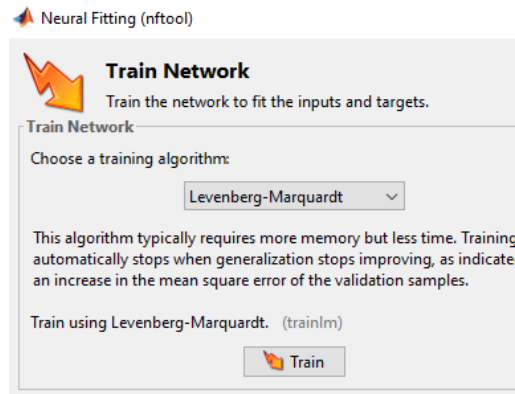 Neural Fitting (nftool)
Train Network
Train the network to fit the inputs and targets.
Train Network
Choose a training algorithm:
Levenberg-Marquardt
This algorithm typically requires more memory but less time. Training
automatically stops when generalization stops improving, as indicate
an increase in the mean square error of the validation samples.
Train using Levenberg-Marquardt. (trainlm)
Train